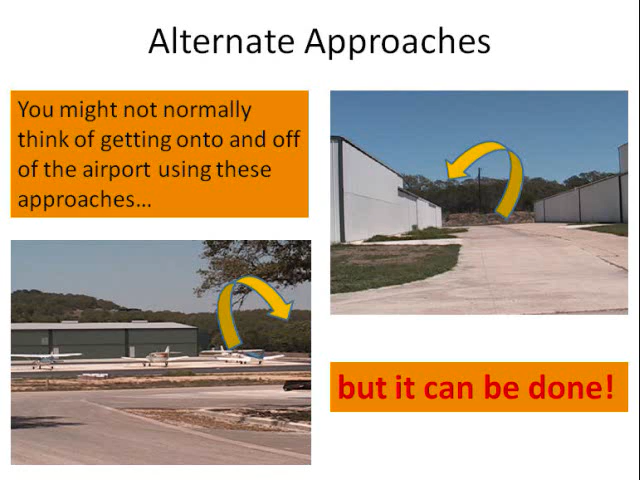 Alternate Approaches
You might not normally
think of getting onto and off
of the airport using these
approaches...
but it can be done!